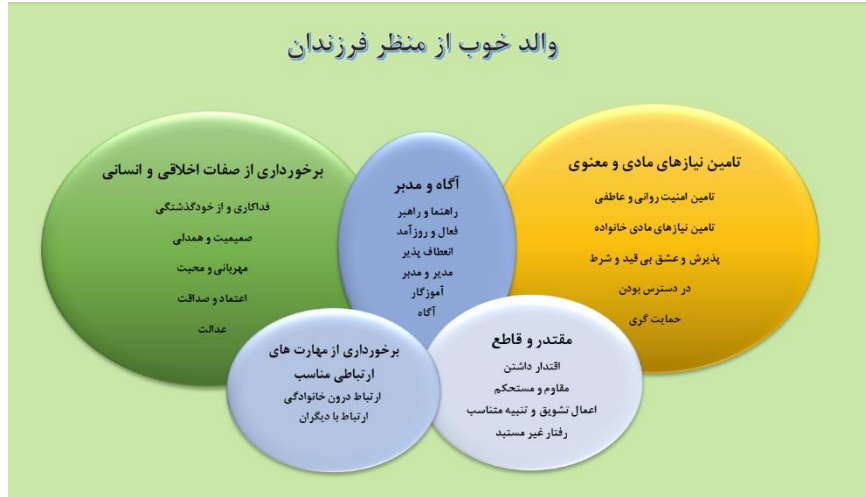 والد خوب از منظر فرزندان
تامین نیازهای مادی و معنوی
تامین امنیت روانی و عاطفی
تامین نیازهای مادی خانواده
پذیرش و عشق بی قید و شرط
در دسترس بودن
حمایت گری
آگاه و مدبر
راهنما و راهبر
فعال و روزآمد
انعطاف پذیر
مدیر و مدبر
آموزگار
آگاه
برخورداری از صفات اخلاقی و انسانی
فداکاری و از خودگذشتگی
صمیمیت و همدلی
مهربانی و محبت
اعتماد و صداقت
عدالت
مقتدر و قاطع
اقتدار داشتن
مقاوم و مستحکم
اعمال تشویق و تنبیه متناسب
رفتار غیر مستبد
برخورداری از مهارت های
ارتباطی مناسب
ارتباط درون خانوادگی
ارتباط با دیگران